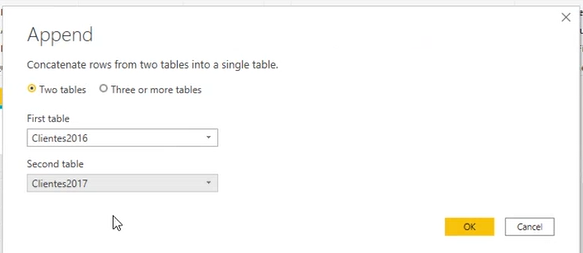 Append
Concatenate rows from two tables into a single table.
Two tables Three or more tables
First table
Clientes2016
Second table
Clientes2017
OK Cancel